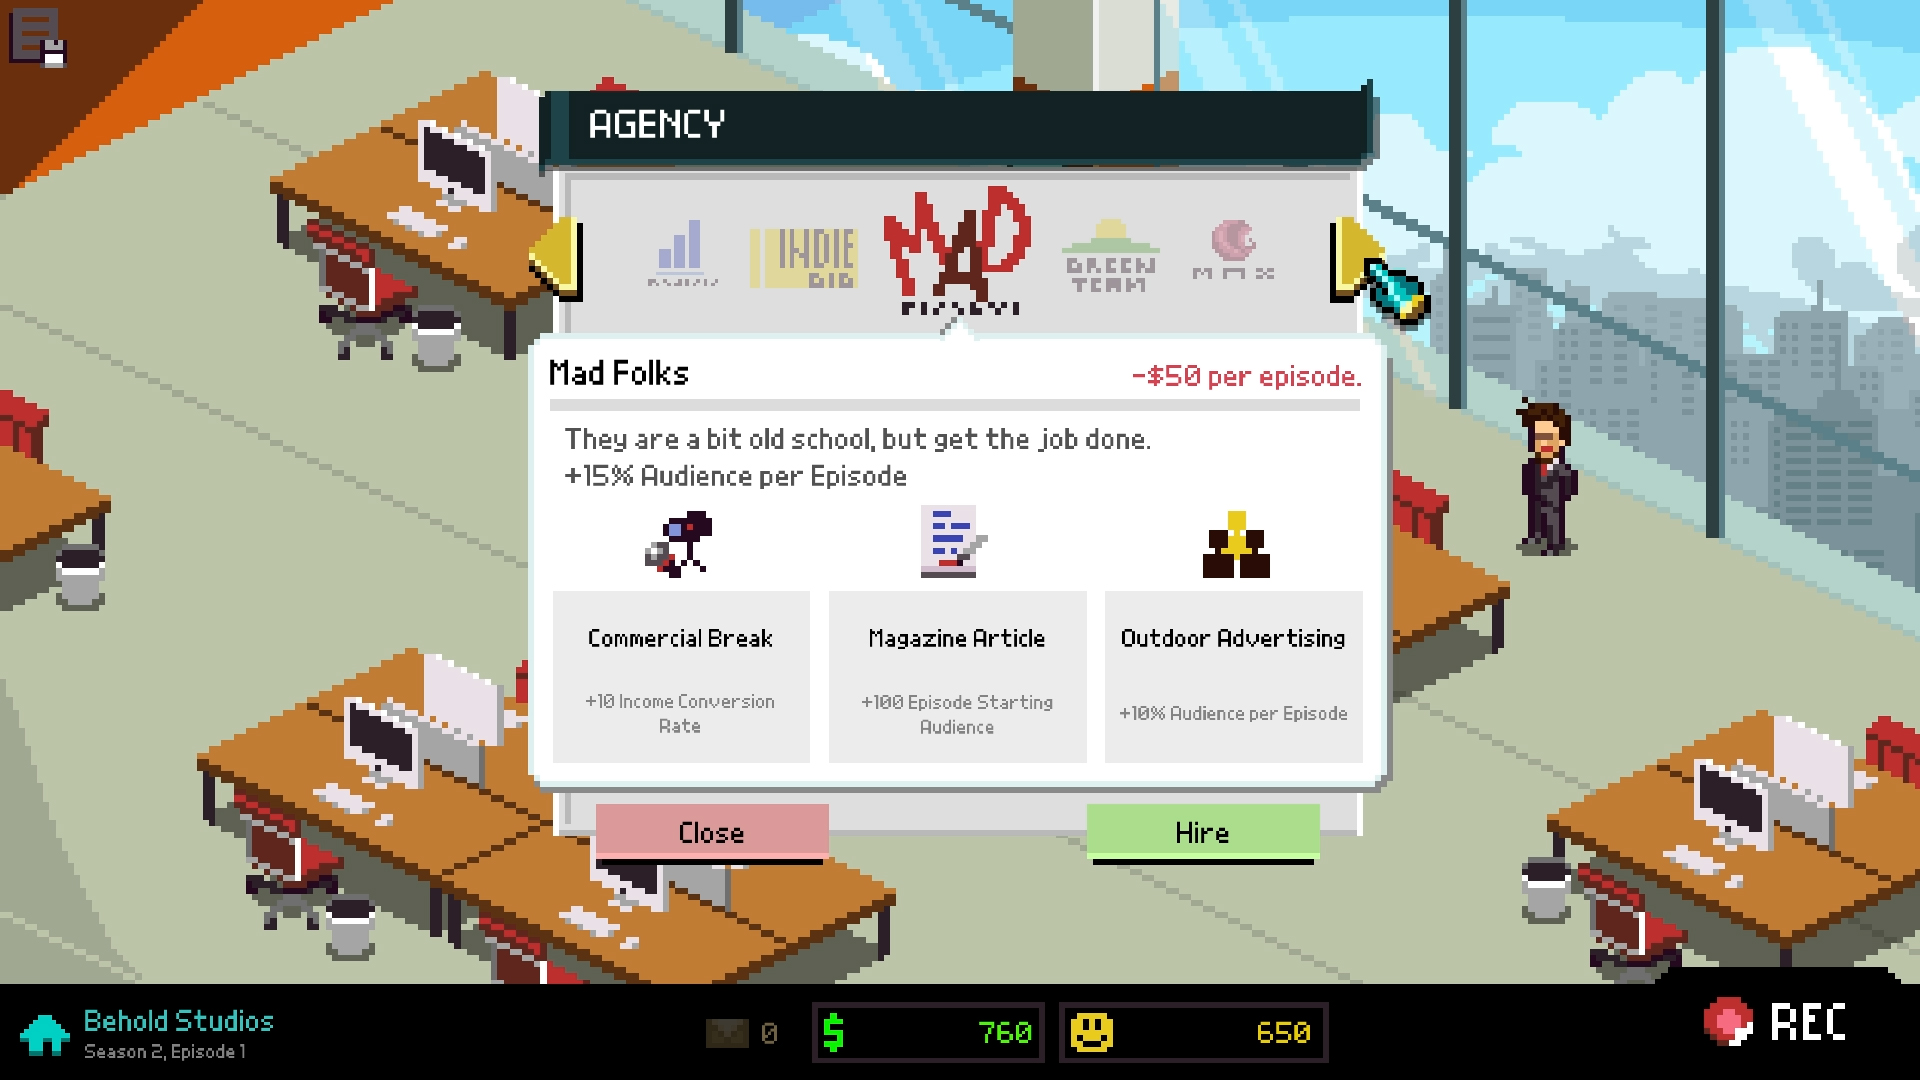 AGENCY
INDIE
GIG
MAD
GREEN
TEAM
Mad Folks
-$50 per episode.
They are a bit old school, but get the job done.
+15% Audience per Episode
Commercial Break
Magazine Article
Outdoor Advertising
+10 Income Conversion
Rate
+100 Episode Starting
Audience
+10% Audience per Episode
Close
Hire
Behold Studios
Season 2, Episode 1
0
$ 760
650
REC